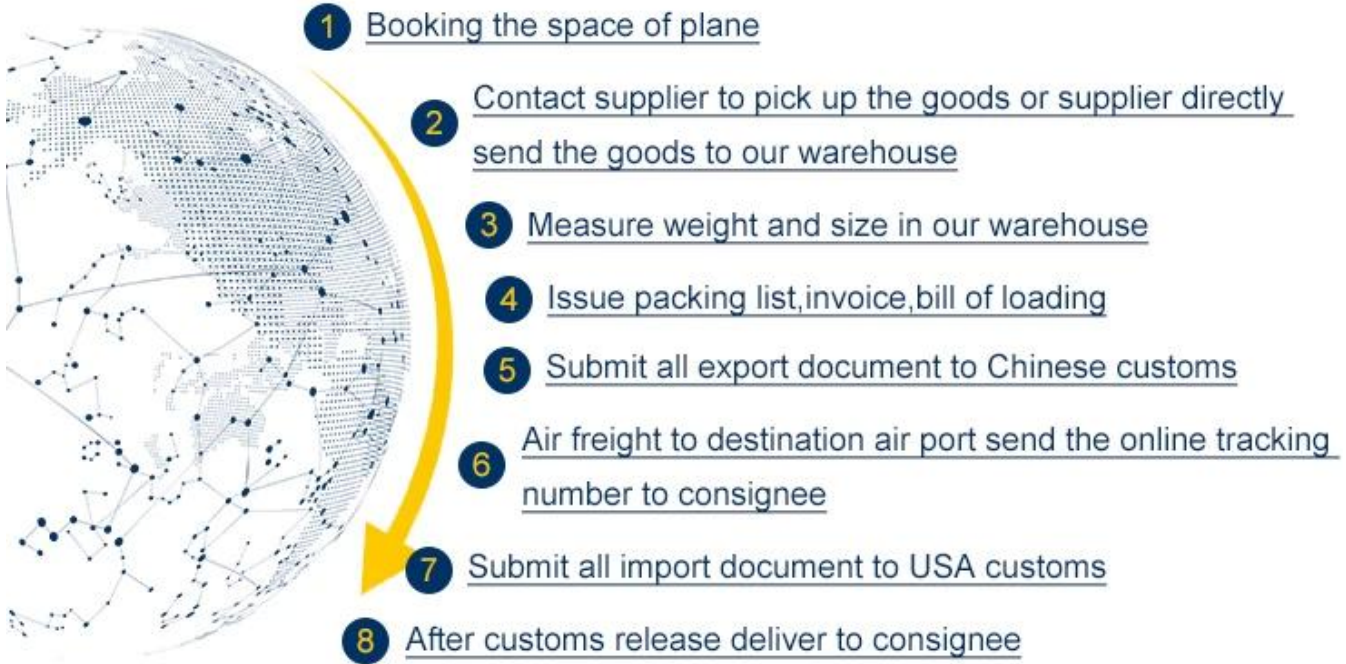 1 Booking the space of plane
2 Contact supplier to pick up the goods or supplier directly
send the goods to our warehouse
3 Measure weight and size in our warehouse
4 Issue packing list,invoice,bill of loading
5 Submit all export document to Chinese customs
6 Air freight to destination air port send the online tracking
number to consignee
7 Submit all import document to USA customs
8 After customs release deliver to consignee